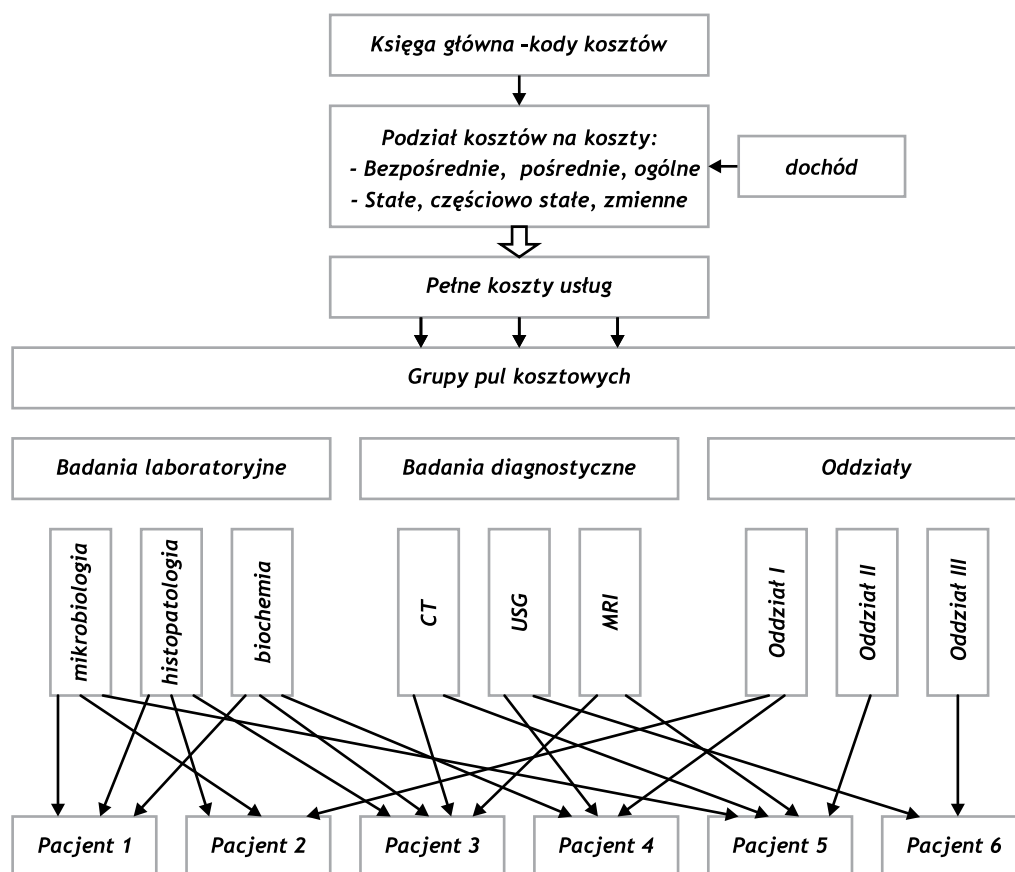 Księga główna –kody kosztów
Podział kosztów na koszty:
- Bezpośrednie, pośrednie, ogólne
- Stałe, częściowo stałe, zmienne
dochód
Pełne koszty usług
Grupy pul kosztowych
Badania laboratoryjne
Badania diagnostyczne
Oddziały
mikrobiologia
histopatologia
biochemia
CT
USG
MRI
Oddział I
Oddział II
Oddział III
Pacjent 1
Pacjent 2
Pacjent 3
Pacjent 4
Pacjent 5
Pacjent 6